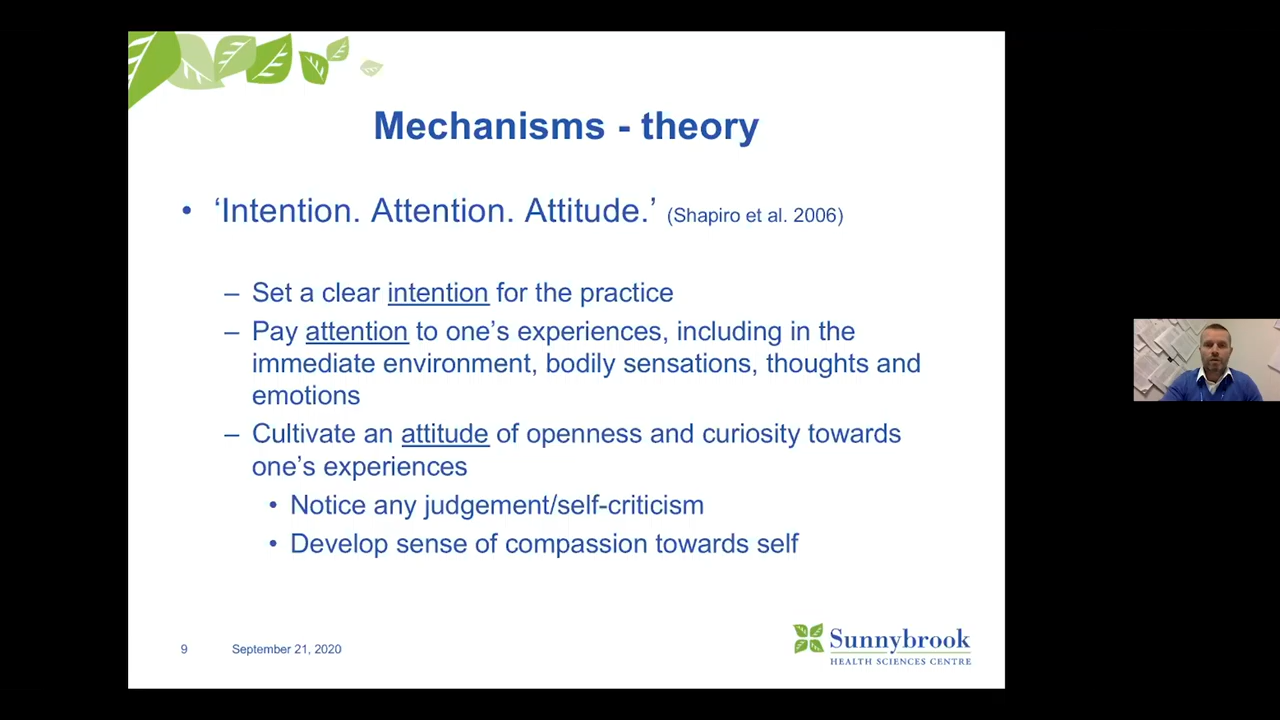 Mechanisms - theory
• ‘Intention. Attention. Attitude.’ (Shapiro et al. 2006)
– Set a clear intention for the practice
– Pay attention to one’s experiences, including in the
immediate environment, bodily sensations, thoughts and
emotions
– Cultivate an attitude of openness and curiosity towards
one’s experiences
• Notice any judgement/self-criticism
• Develop sense of compassion towards self
9 September 21, 2020
Sunnybrook
HEALTH SCIENCES CENTRE